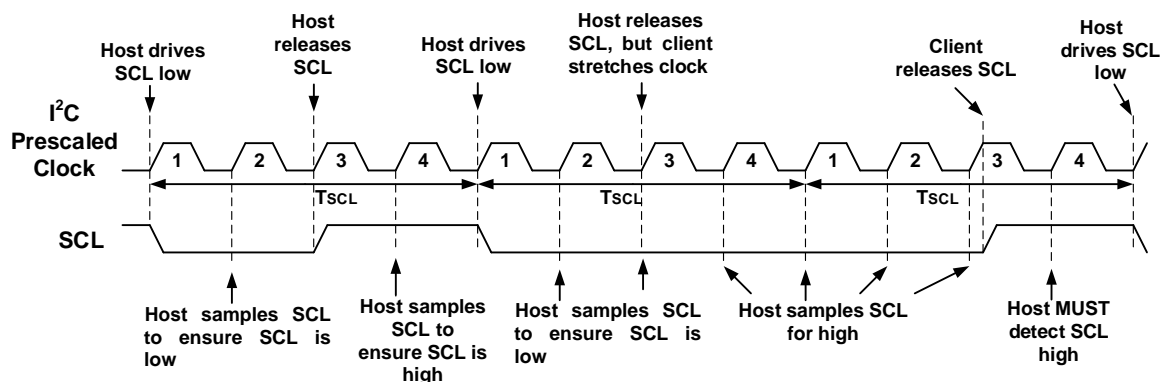 Host drives
SCL low
Host
releases
SCL
Host drives
SCL low
Host releases
SCL, but client
stretches clock
Client
releases SCL
Host
drives SCL
low
I²C
Prescaled
Clock
1 2 3 4 1 2 3 4 1 2 3 4
TSCL TSCL TSCL
SCL
Host samples SCL
to ensure SCL is
low
Host samples
SCL to
ensure SCL is
high
Host samples SCL
to ensure SCL is
low
Host samples SCL
for high
Host MUST
detect SCL
high